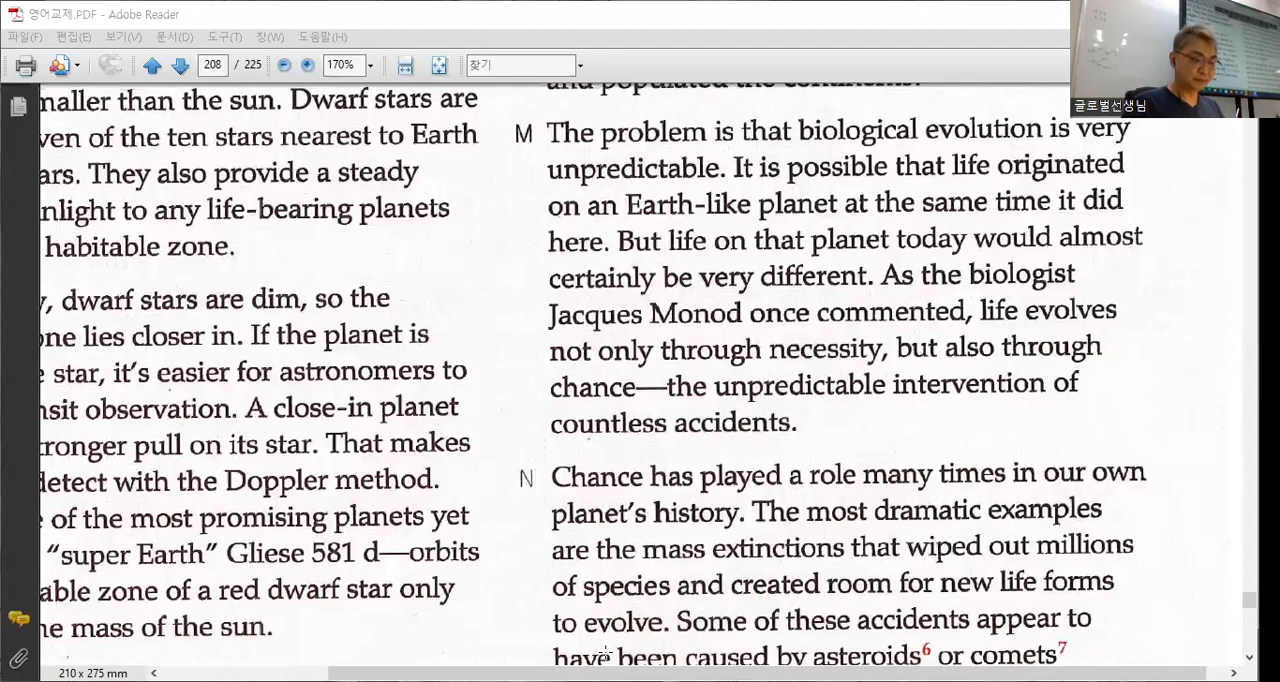 영어교제.PDF - Adobe Reader
파일(F) 편집(E) 보기(V) 문서(D) 도구(T) 창(W) 도움말(H)
208 / 225 170% 찾기
글로벌선생님
maller than the sun. Dwarf stars are
ven of the ten stars nearest to Earth
ars. They also provide a steady
nlight to any life-bearing planets
habitable zone.
y, dwarf stars are dim, so the
one lies closer in. If the planet is
e star, it's easier for astronomers to
nsit observation. A close-in planet
tronger pull on its star. That makes
detect with the Doppler method.
e of the most promising planets yet
"super Earth" Gliese 581 d—orbits
able zone of a red dwarf star only
he mass of the sun.
and populated the continents.
M The problem is that biological evolution is very
unpredictable. It is possible that life originated
on an Earth-like planet at the same time it did
here. But life on that planet today would almost
certainly be very different. As the biologist
Jacques Monod once commented, life evolves
not only through necessity, but also through
chance—the unpredictable intervention of
countless accidents.
N Chance has played a role many times in our own
planet's history. The most dramatic examples
are the mass extinctions that wiped out millions
of species and created room for new life forms
to evolve. Some of these accidents appear to
have been caused by asteroids6 or comets7
210 x 275 mm